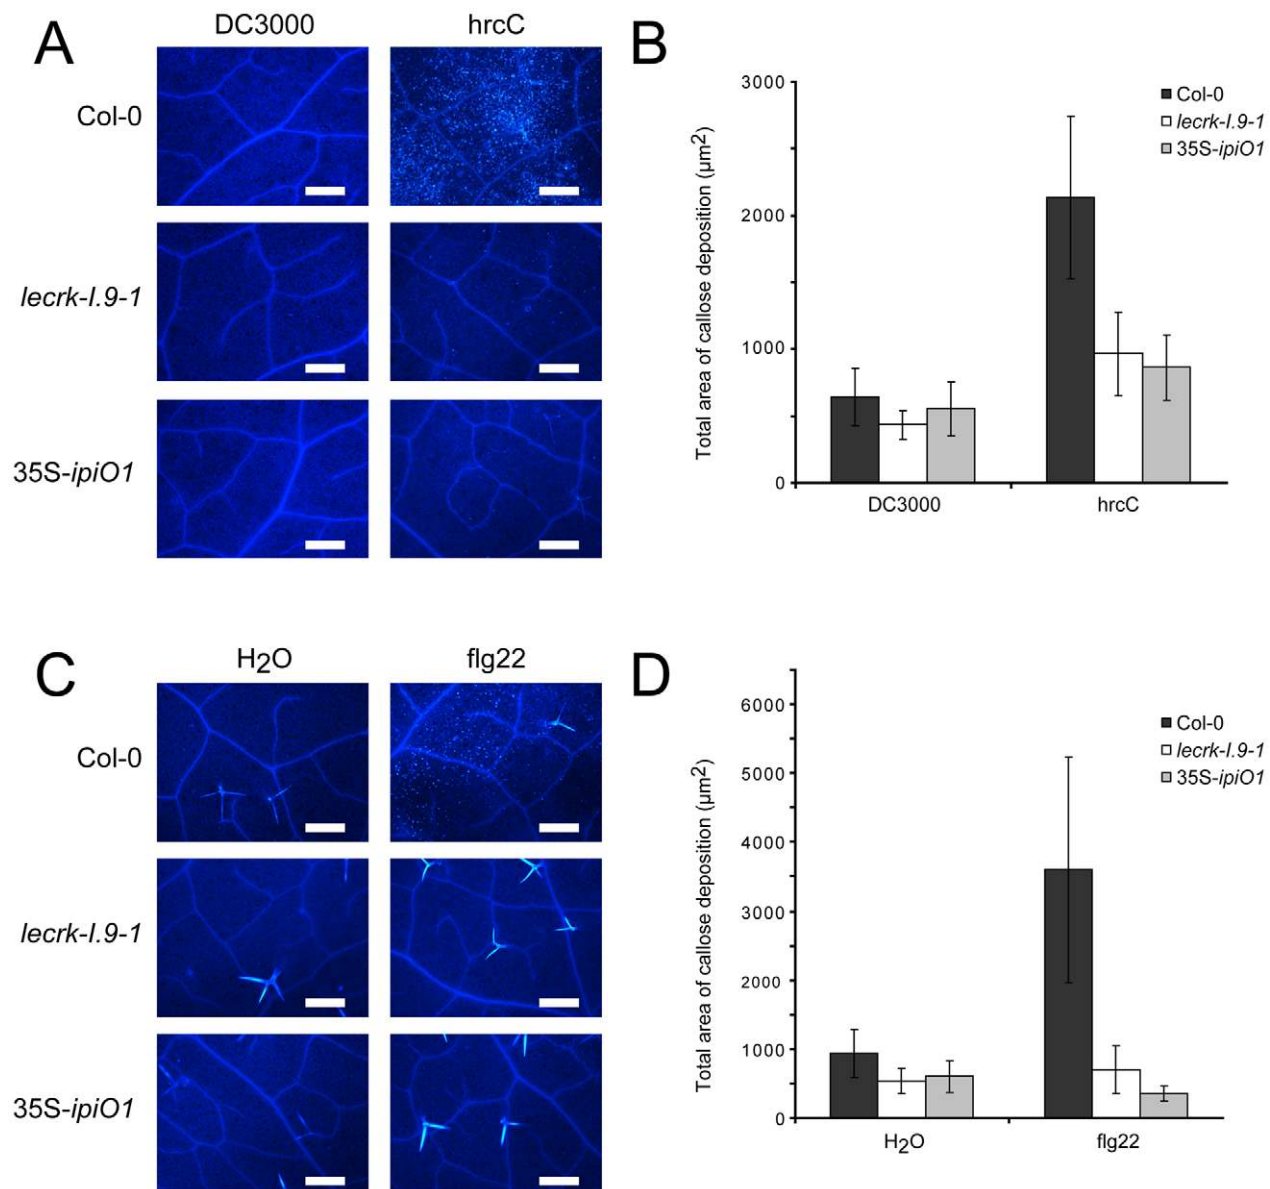 A
DC3000
hrcC
Col-0
lecrk-I.9-1
35S-ipiO1
B
Total area of callose deposition (µm²)
3000
2000
1000
0
DC3000
hrcC
Col-0
lecrk-I.9-1
35S-ipiO1
C
H₂O
flg22
Col-0
lecrk-I.9-1
35S-ipiO1
D
Total area of callose deposition (µm²)
6000
5000
4000
3000
2000
1000
0
H₂O
flg22
Col-0
lecrk-I.9-1
35S-ipiO1